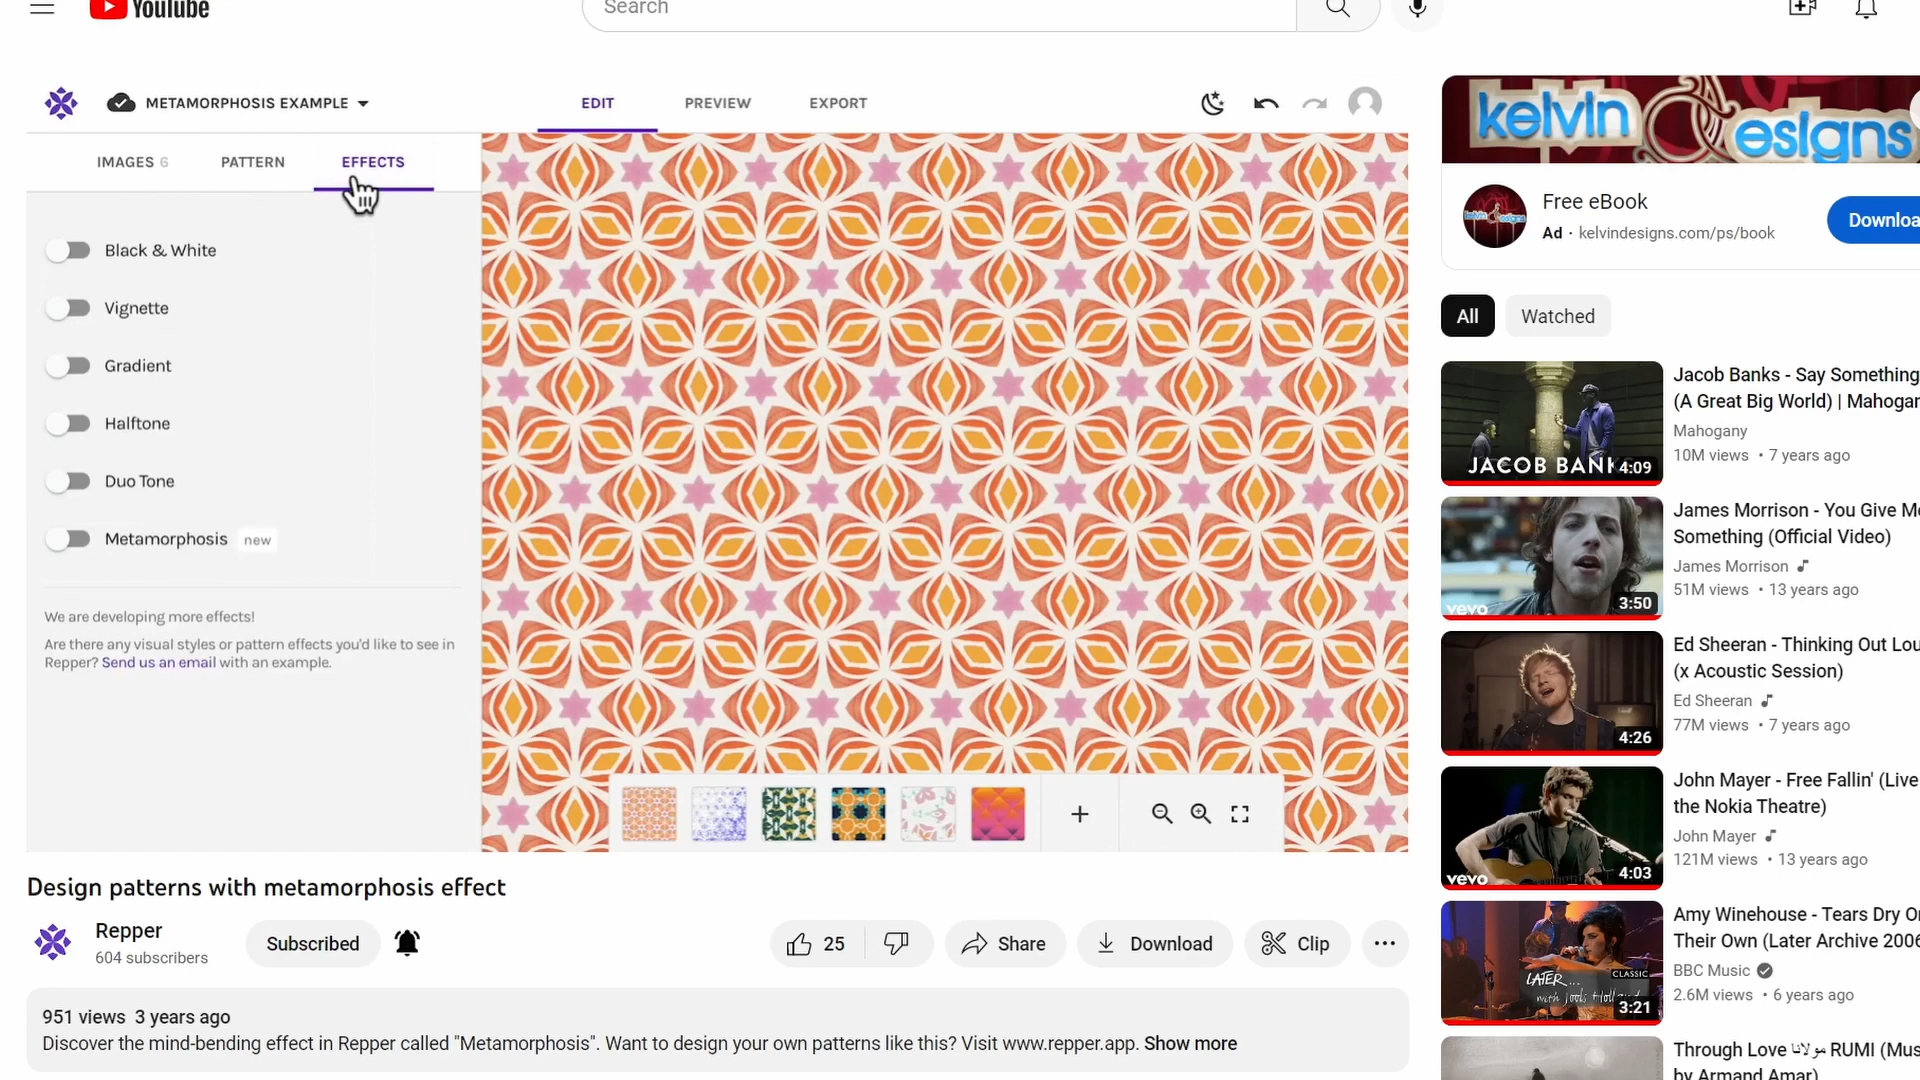 YouTube
Search
METAMORPHOSIS EXAMPLE
EDIT
PREVIEW
EXPORT
IMAGES 6
PATTERN
EFFECTS
Black & White
Vignette
Gradient
Halftone
Duo Tone
Metamorphosis new
We are developing more effects!
Are there any visual styles or pattern effects you'd like to see in
Repper? Send us an email with an example.
Design patterns with metamorphosis effect
Repper
604 subscribers
Subscribed
25
Share
Download
Clip
951 views 3 years ago
Discover the mind-bending effect in Repper called "Metamorphosis". Want to design your own patterns like this? Visit www.repper.app. Show more
kelvin Designs
Free eBook
Ad · kelvindesigns.com/ps/book
Downloa
All
Watched
JACOB BANK
4:09
Jacob Banks - Say Something
(A Great Big World) | Mahogar
Mahogany
10M views • 7 years ago
vevo
3:50
James Morrison - You Give Me
Something (Official Video)
James Morrison
51M views • 13 years ago
4:26
Ed Sheeran - Thinking Out Lou
(x Acoustic Session)
Ed Sheeran
77M views • 7 years ago
vevo
4:03
John Mayer - Free Fallin' (Live
the Nokia Theatre)
John Mayer
121M views • 13 years ago
LATER...
with Jools Holland
CLASSIC
3:21
Amy Winehouse - Tears Dry On
Their Own (Later Archive 2006
BBC Music
2.6M views • 6 years ago
Through Love مولانا RUMI (Mus
by Armand Amar)